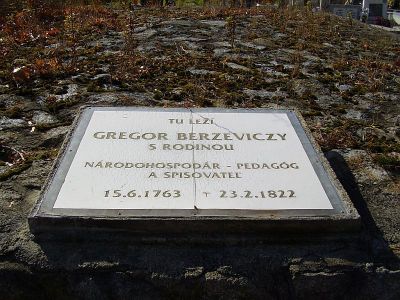 TU LEŽÍ
GREGOR BERZEVICZY
S RODINOU
NÁRODOHOSPODÁR - PEDAGÓG
A SPISOVATEĽ
15.6.1763 † 23.2.1822